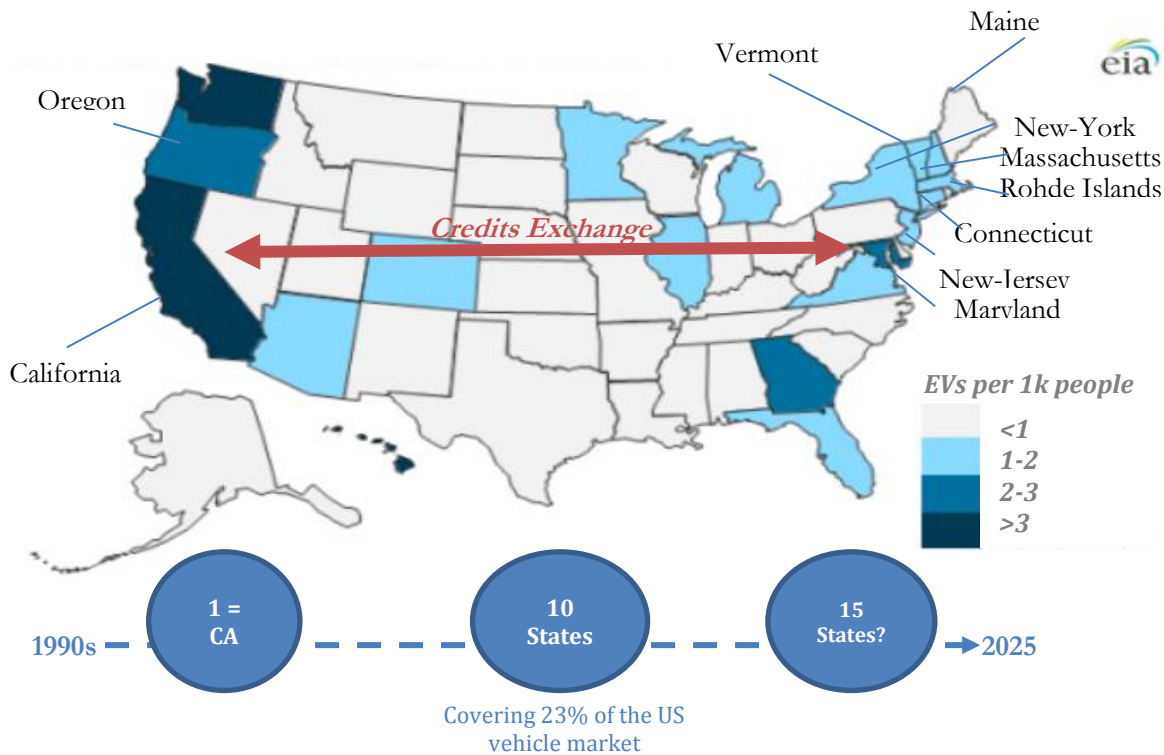 Maine
Vermont
eia
Oregon
New-York
Massachusetts
Rohde Islands
Credits Exchange
Connecticut
New-Jersey
Maryland
California
EVs per 1k people
<1
1-2
2-3
>3
1 =
CA
10
States
15
States?
1990s
2025
Covering 23% of the US
vehicle market